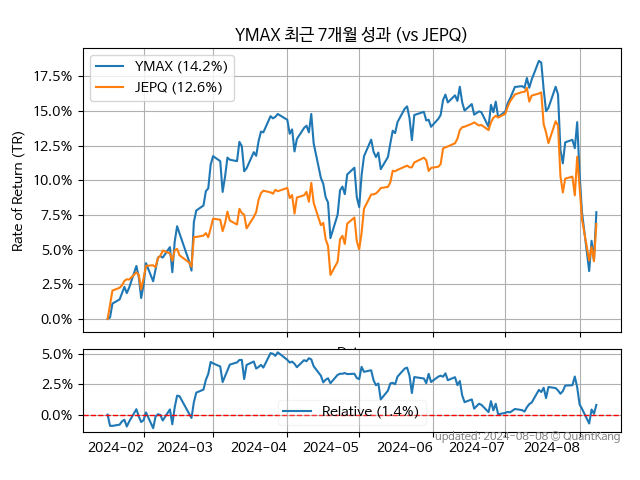 YMAX 최근 7개월 성과 (vs JEPQ)
YMAX (14.2%)
JEPQ (12.6%)
Rate of Return (TR)
17.5%
15.0%
12.5%
10.0%
7.5%
5.0%
2.5%
0.0%
5.0%
2.5%
0.0%
Relative (1.4%)
updated: 2024-08-08 © QuantKang
2024-02 2024-03 2024-04 2024-05 2024-06 2024-07 2024-08